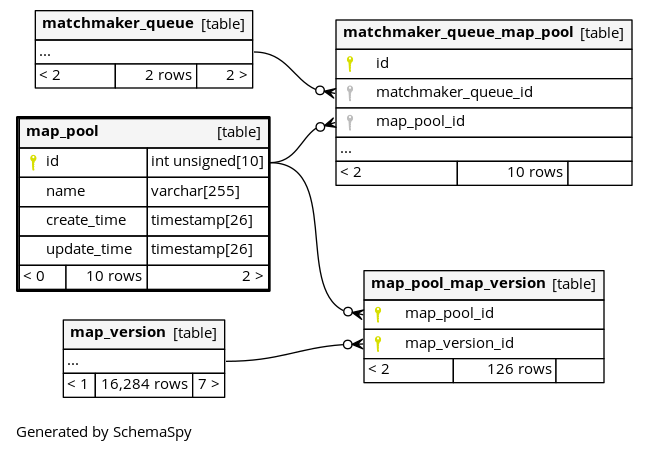 matchmaker_queue [table]
...
< 2 2 rows 2 >
matchmaker_queue_map_pool [table]
id
matchmaker_queue_id
map_pool_id
...
< 2 10 rows
map_pool [table]
id int unsigned[10]
name varchar[255]
create_time timestamp[26]
update_time timestamp[26]
< 0 10 rows 2 >
map_pool_map_version [table]
map_pool_id
map_version_id
< 2 126 rows
map_version [table]
...
< 1 16,284 rows 7 >
Generated by SchemaSpy